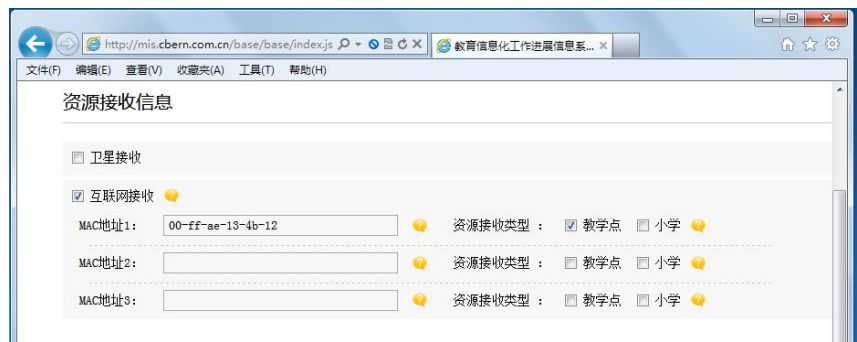 http://mis.cbern.com.cn/base/base/index.js
教育信息化工作进展信息系...
文件(F) 编辑(E) 查看(V) 收藏夹(A) 工具(T) 帮助(H)
资源接收信息
卫星接收
互联网接收
MAC地址1: 00-ff-ae-13-4b-12 资源接收类型 : 教学点 小学
MAC地址2: 资源接收类型 : 教学点 小学
MAC地址3: 资源接收类型 : 教学点 小学